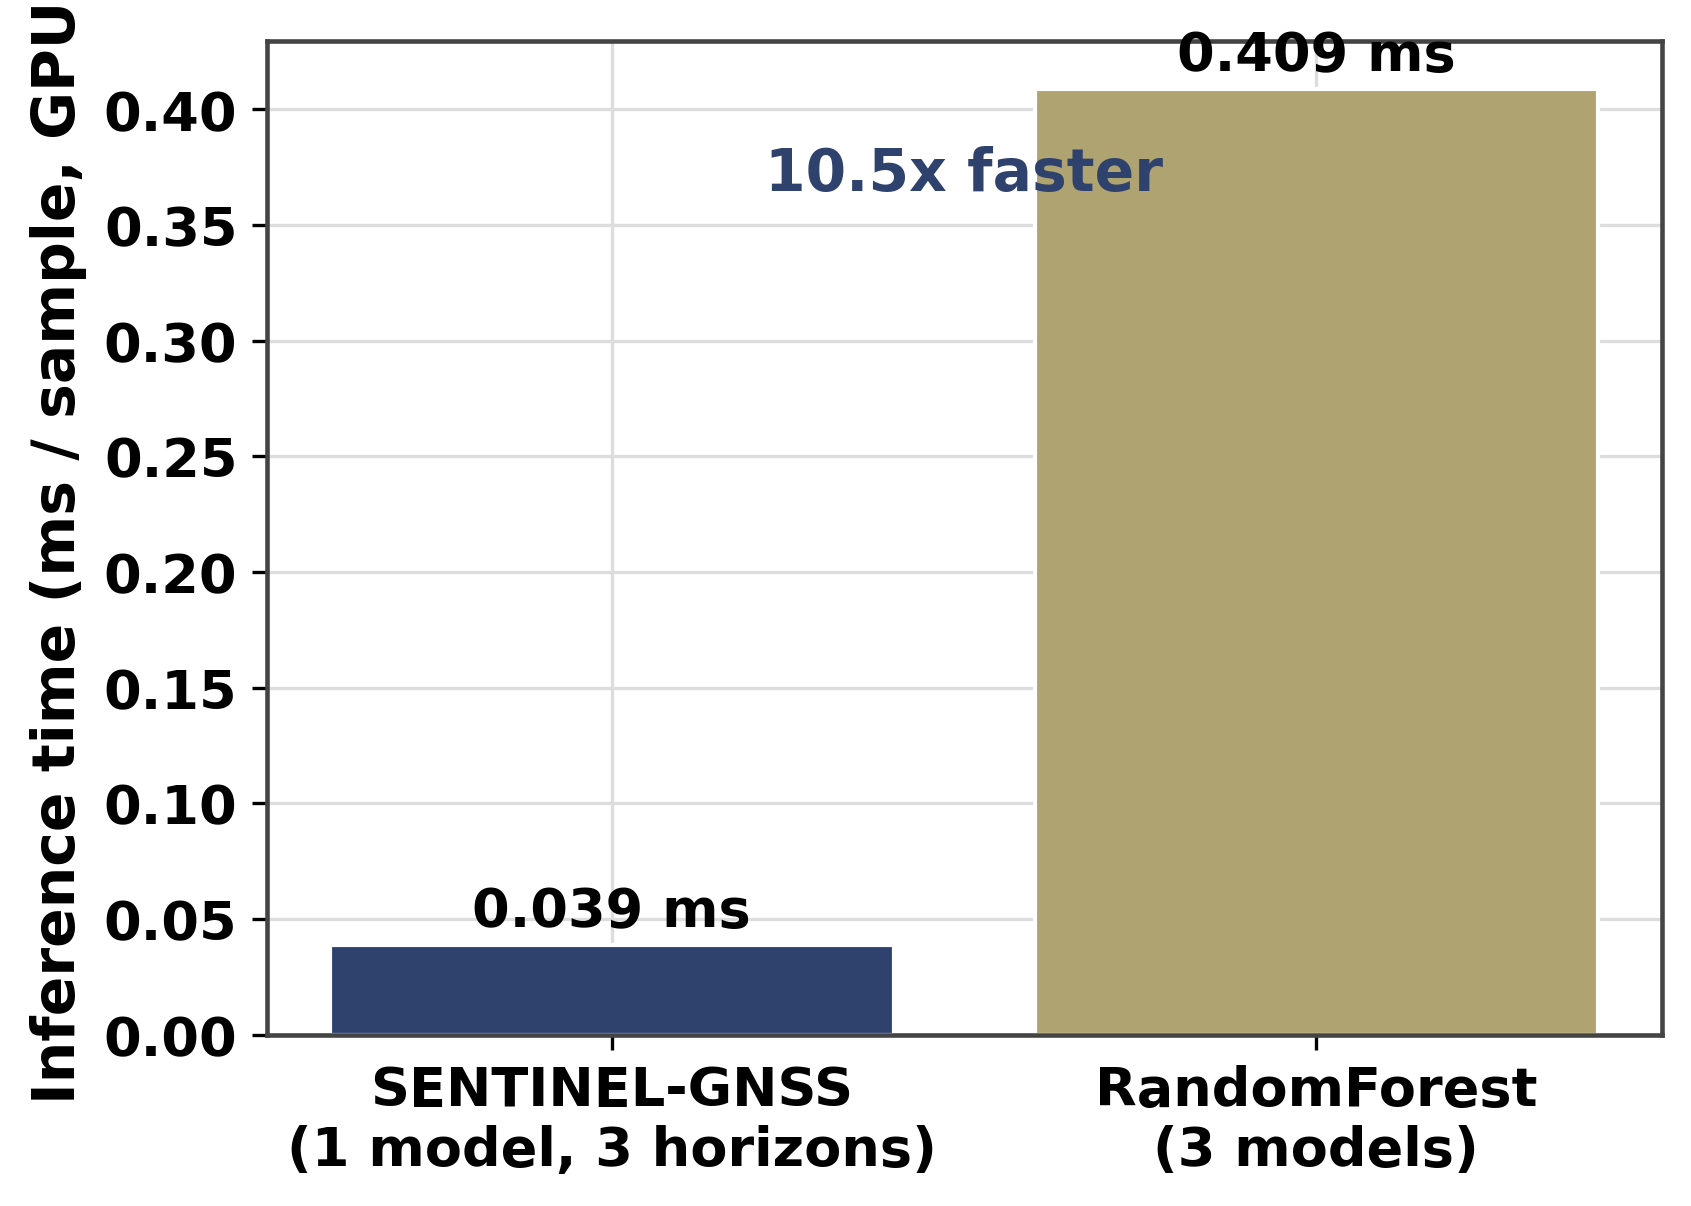 Inference time (ms / sample, GPU
0.40
0.35
0.30
0.25
0.20
0.15
0.10
0.05
0.00
0.409 ms
10.5x faster
0.039 ms
SENTINEL-GNSS
(1 model, 3 horizons)
RandomForest
(3 models)